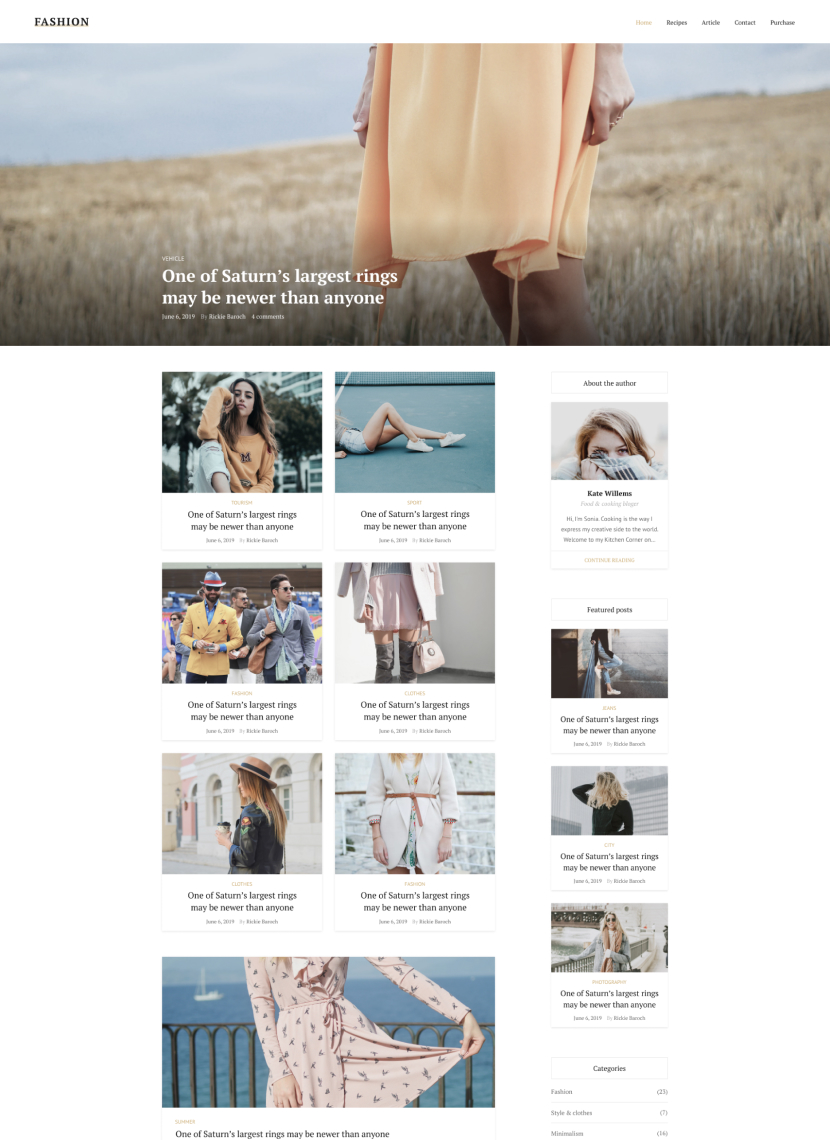 FASHION
Home Recipes Article Contact Purchase
VEHICLE
One of Saturn's largest rings
may be newer than anyone
June 6, 2019 By Rickie Baroch 4 comments
TOURISM
One of Saturn's largest rings
may be newer than anyone
June 6, 2019 By Rickie Baroch
SPORT
One of Saturn's largest rings
may be newer than anyone
June 6, 2019 By Rickie Baroch
FASHION
One of Saturn's largest rings
may be newer than anyone
June 6, 2019 By Rickie Baroch
CLOTHES
One of Saturn's largest rings
may be newer than anyone
June 6, 2019 By Rickie Baroch
CLOTHES
One of Saturn's largest rings
may be newer than anyone
June 6, 2019 By Rickie Baroch
FASHION
One of Saturn's largest rings
may be newer than anyone
June 6, 2019 By Rickie Baroch
SUMMER
One of Saturn's largest rings may be newer than anyone
About the author
Kate Willems
Food & cooking bloger
Hi, I'm Sonia. Cooking is the way I
express my creative side to the world.
Welcome to my Kitchen Corner on...
CONTINUE READING
Featured posts
JEANS
One of Saturn's largest rings
may be newer than anyone
June 6, 2019 By Rickie Baroch
CITY
One of Saturn's largest rings
may be newer than anyone
June 6, 2019 By Rickie Baroch
PHOTOGRAPHY
One of Saturn's largest rings
may be newer than anyone
June 6, 2019 By Rickie Baroch
Categories
Fashion (23)
Style & clothes (7)
Minimalism (16)